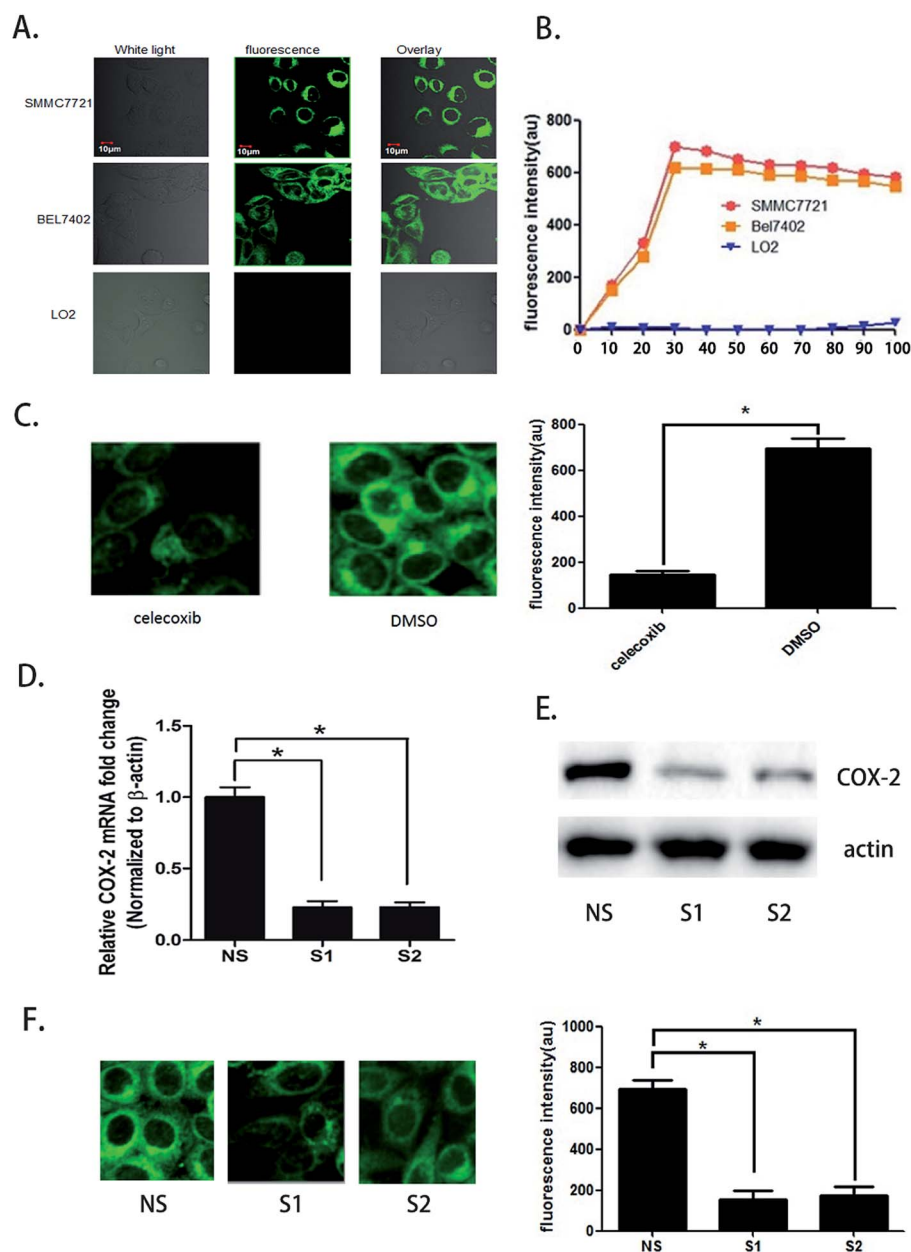 A.
White light fluorescence Overlay
SMMC7721
10μm 10μm 10μm
BEL7402
LO2
B.
fluorescence intensity(au)
800
600
400
200
0
SMMC7721
Bel7402
LO2
0 10 20 30 40 50 60 70 80 90 100
C.
celecoxib DMSO
fluorescence intensity(au)
800
600
400
200
0
*
celecoxib DMSO
D.
Relative COX-2 mRNA fold change
(Normalized to β-actin)
1.5
1.0
0.5
0.0
*
*
NS S1 S2
E.
COX-2
actin
NS S1 S2
F.
NS S1 S2
fluorescence intensity(au)
1000
800
600
400
200
0
*
*
NS S1 S2